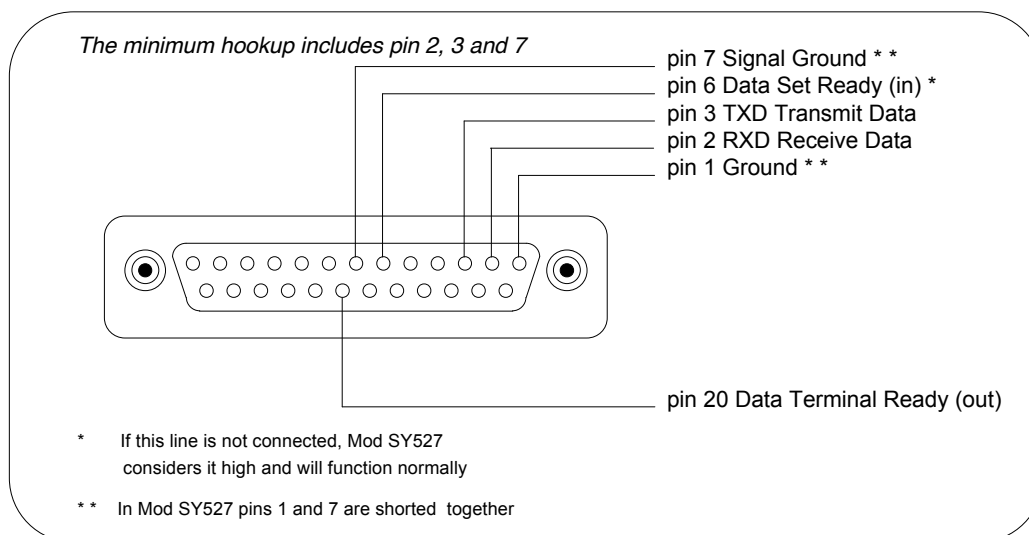 The minimum hookup includes pin 2, 3 and 7
pin 7 Signal Ground * *
pin 6 Data Set Ready (in) *
pin 3 TXD Transmit Data
pin 2 RXD Receive Data
pin 1 Ground * *
pin 20 Data Terminal Ready (out)
* If this line is not connected, Mod SY527
considers it high and will function normally
* * In Mod SY527 pins 1 and 7 are shorted together